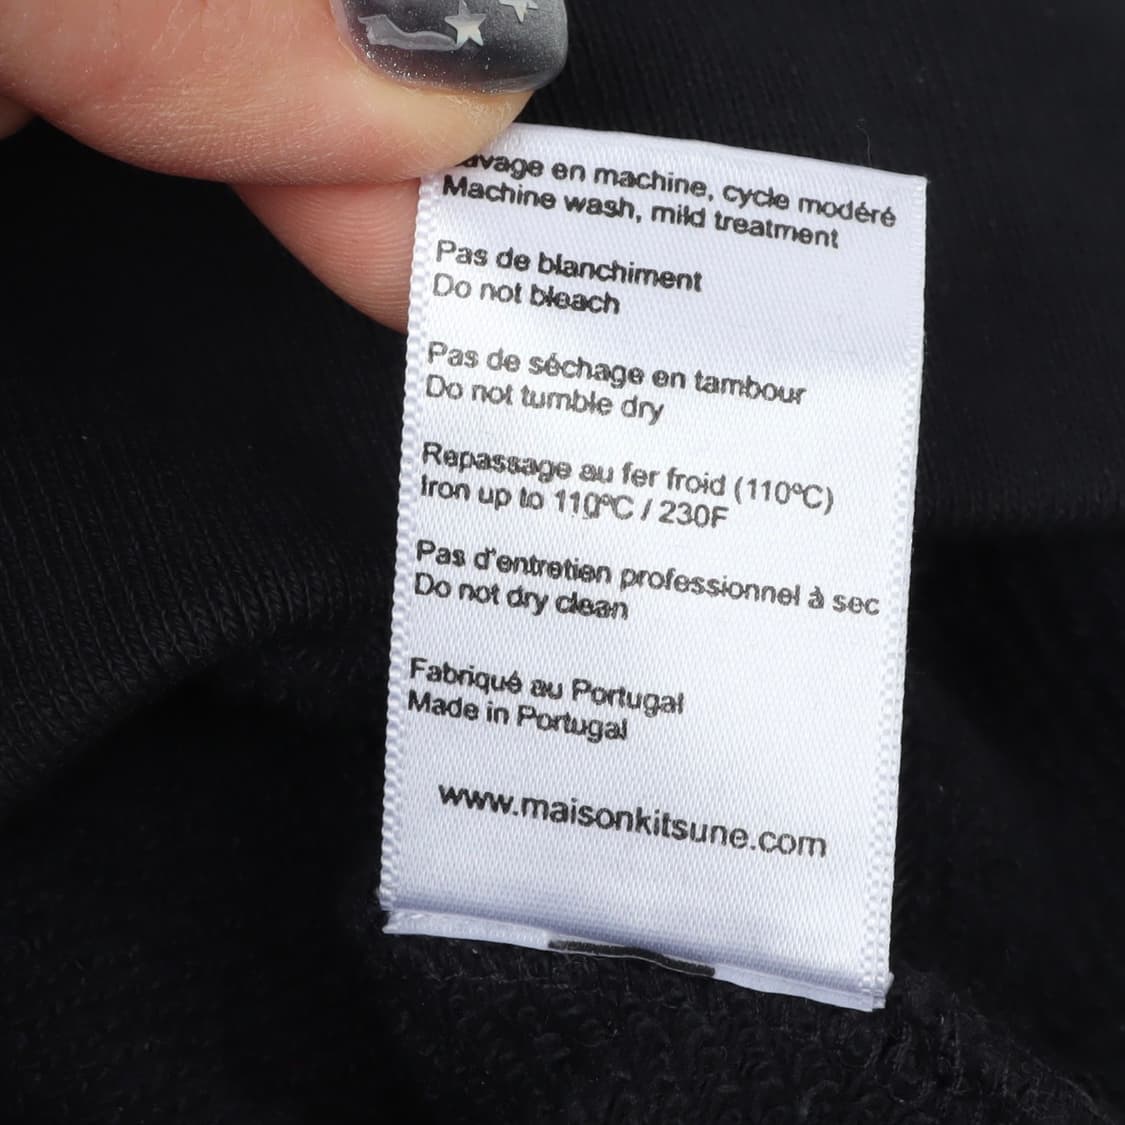 avage en machine, cycle modéré
Machine wash, mild treatment
Pas de blanchiment
Do not bleach
Pas de séchage en tambour
Do not tumble dry
Repassage au fer froid (110ºC)
Iron up to 110ºC / 230F
Pas d'entretien professionnel à sec
Do not dry clean
Fabriqué au Portugal
Made in Portugal
www.maisonkitsune.com